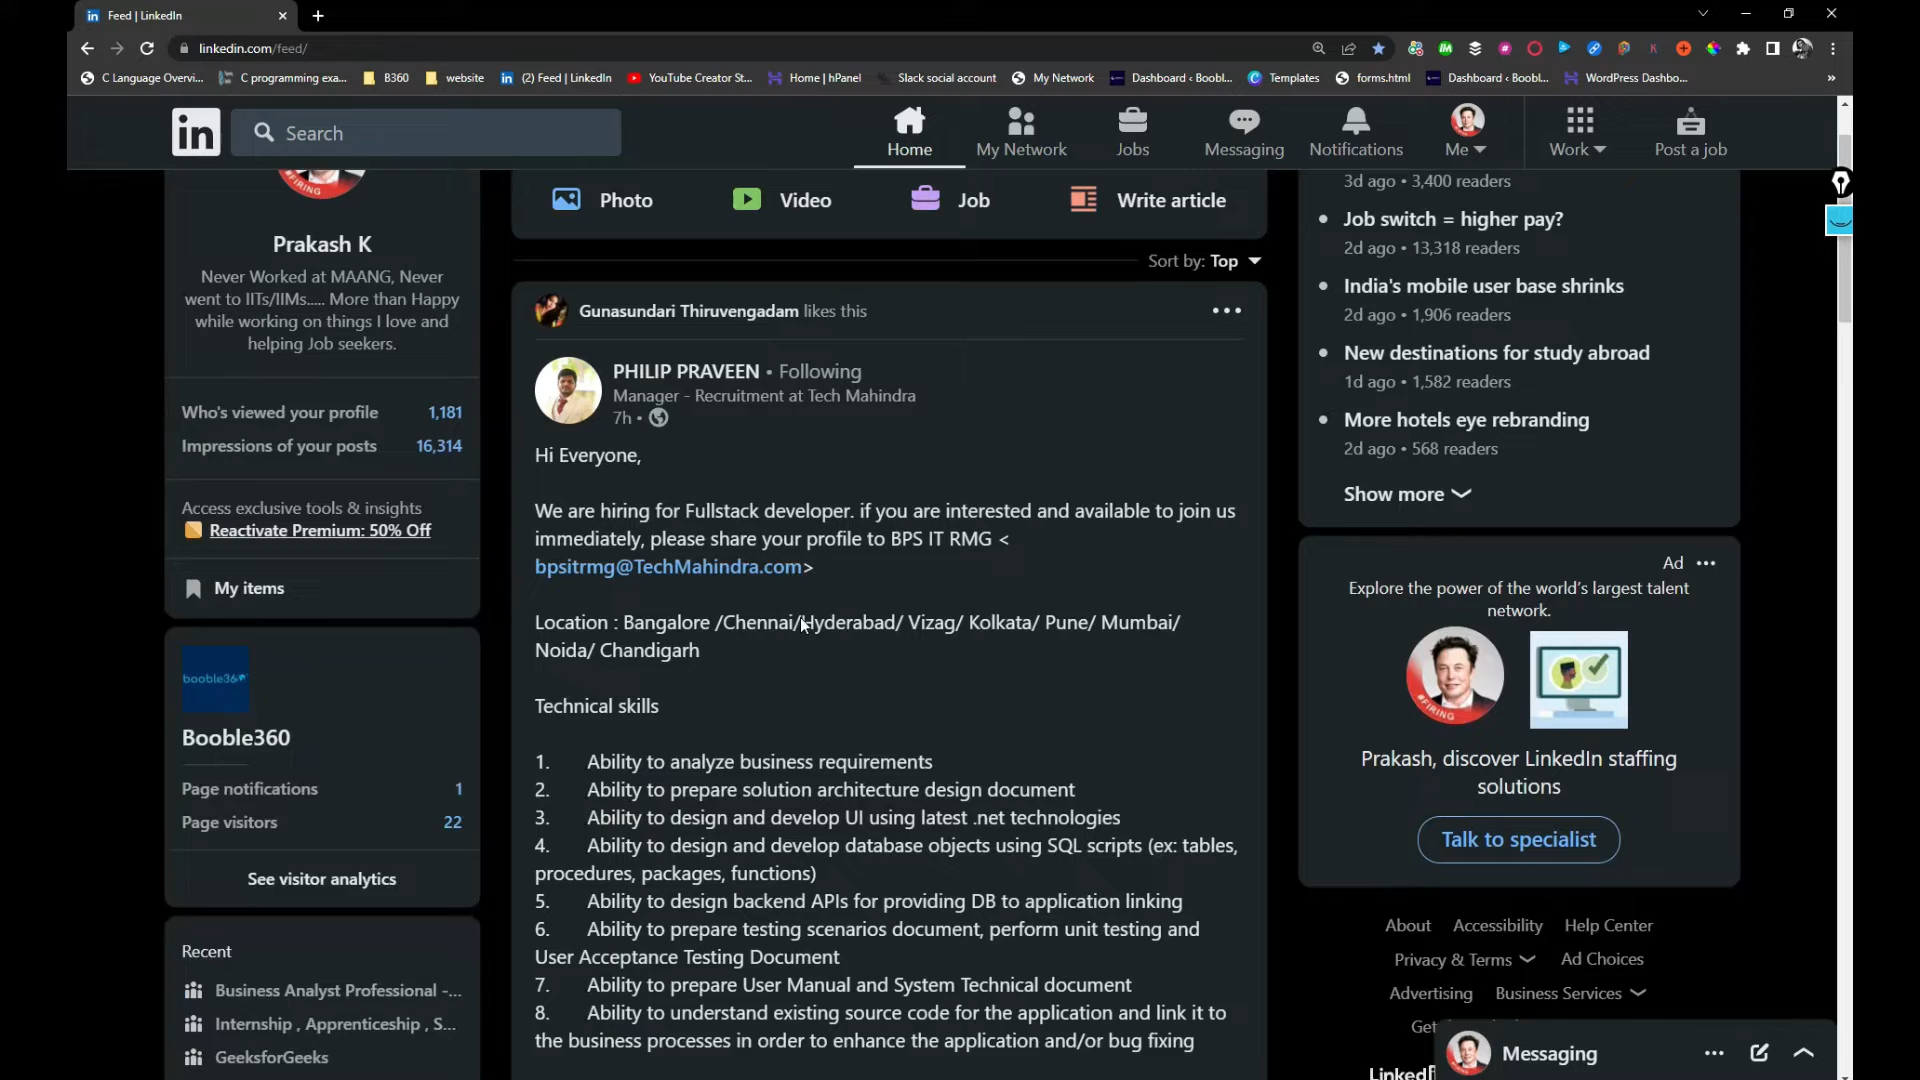 Feed | LinkedIn
linkedin.com/feed/
C Language Overvi...
C programming exa...
B360
website
(2) Feed | LinkedIn
YouTube Creator St...
Home | hPanel
Slack social account
My Network
Dashboard ‹Boobl...
Templates
forms.html
Dashboard ‹ Boobl...
WordPress Dashbo...
in
Search
Home
My Network
Jobs
Messaging
Notifications
Me
Work
Post a job
Prakash K
Never Worked at MAANG, Never
went to IITs/IIMs..... More than Happy
while working on things I love and
helping Job seekers.
Who's viewed your profile 1,181
Impressions of your posts 16,314
Access exclusive tools & insights
Reactivate Premium: 50% Off
My items
booble360
Booble360
Page notifications 1
Page visitors 22
See visitor analytics
Recent
Business Analyst Professional -...
Internship , Apprenticeship , S...
GeeksforGeeks
Photo
Video
Job
Write article
Sort by: Top
Gunasundari Thiruvengadam likes this
PHILIP PRAVEEN • Following
Manager - Recruitment at Tech Mahindra
7h •
Hi Everyone,
We are hiring for Fullstack developer. if you are interested and available to join us
immediately, please share your profile to BPS IT RMG <
bpsitrmg@TechMahindra.com>
Location : Bangalore /Chennai/Hyderabad/ Vizag/ Kolkata/ Pune/ Mumbai/
Noida/ Chandigarh
Technical skills
1. Ability to analyze business requirements
2. Ability to prepare solution architecture design document
3. Ability to design and develop UI using latest .net technologies
4. Ability to design and develop database objects using SQL scripts (ex: tables,
procedures, packages, functions)
5. Ability to design backend APIs for providing DB to application linking
6. Ability to prepare testing scenarios document, perform unit testing and
User Acceptance Testing Document
7. Ability to prepare User Manual and System Technical document
8. Ability to understand existing source code for the application and link it to
the business processes in order to enhance the application and/or bug fixing
3d ago • 3,400 readers
Job switch = higher pay?
2d ago • 13,318 readers
India's mobile user base shrinks
2d ago • 1,906 readers
New destinations for study abroad
1d ago • 1,582 readers
More hotels eye rebranding
2d ago • 568 readers
Show more
Ad
Explore the power of the world's largest talent
network.
#FIRING
Prakash, discover LinkedIn staffing
solutions
Talk to specialist
About Accessibility Help Center
Privacy & Terms Ad Choices
Advertising Business Services
Messaging